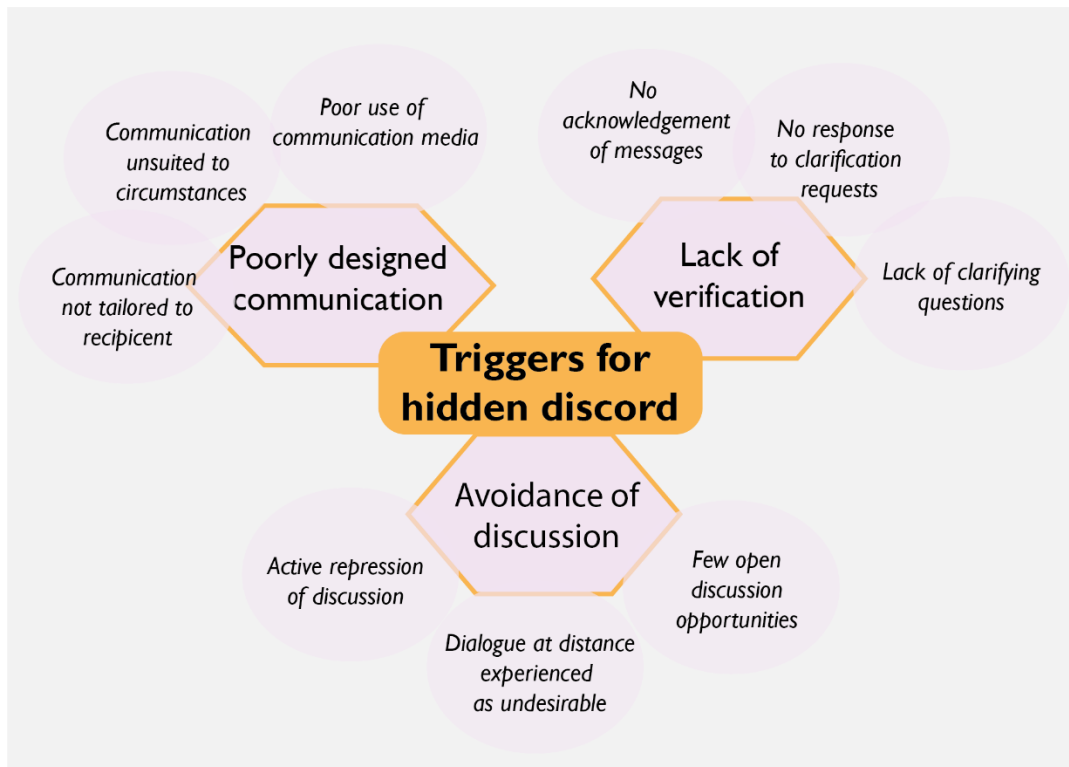 Poor use of
communication media
Communication
unsuited to
circumstances
Communication
not tailored to
recipicent
Poorly designed
communication
No
acknowledgement
of messages
No response
to clarification
requests
Lack of clarifying
questions
Lack of
verification
Triggers for
hidden discord
Avoidance of
discussion
Active repression
of discussion
Dialogue at distance
experienced
as undesirable
Few open
discussion
opportunities